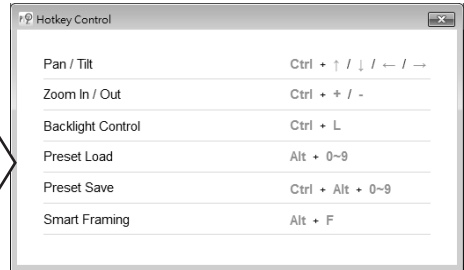 Hotkey Control
Pan / Tilt Ctrl + ↑ / ↓ / ← / →
Zoom In / Out Ctrl + + / -
Backlight Control Ctrl + L
Preset Load Alt + 0~9
Preset Save Ctrl + Alt + 0~9
Smart Framing Alt + F